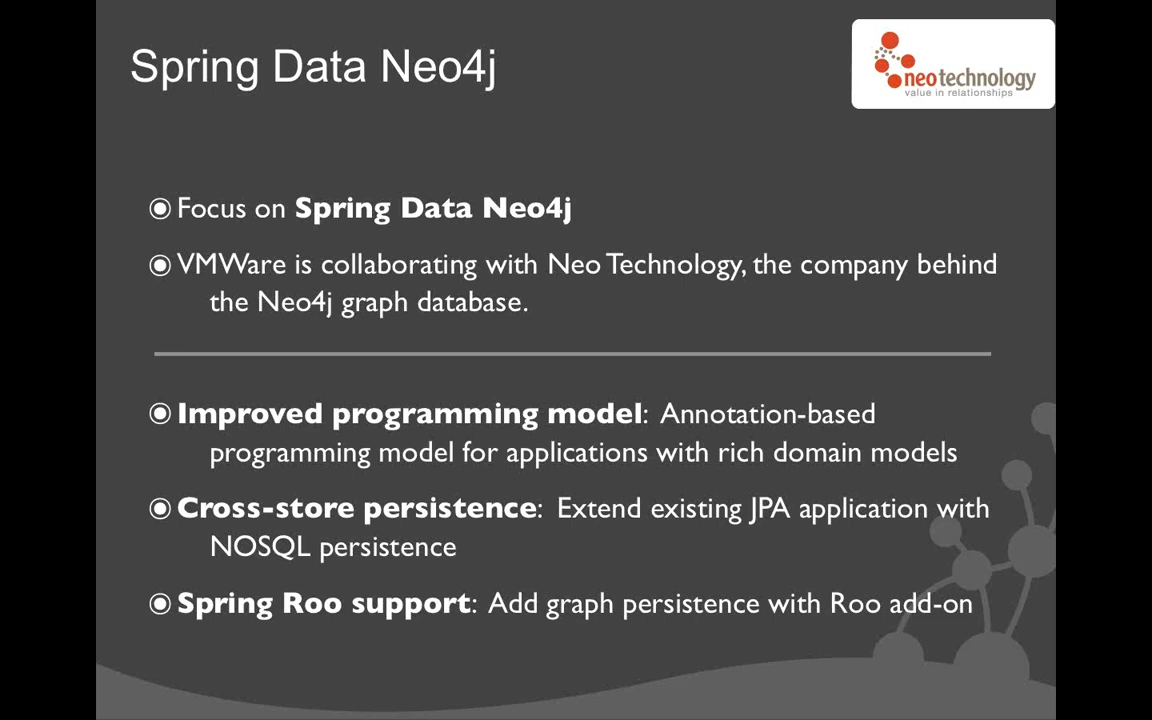 Spring Data Neo4j
neotechnology
value in relationships
Focus on Spring Data Neo4j
VMWare is collaborating with Neo Technology, the company behind
the Neo4j graph database.
Improved programming model: Annotation-based
programming model for applications with rich domain models
Cross-store persistence: Extend existing JPA application with
NOSQL persistence
Spring Roo support: Add graph persistence with Roo add-on